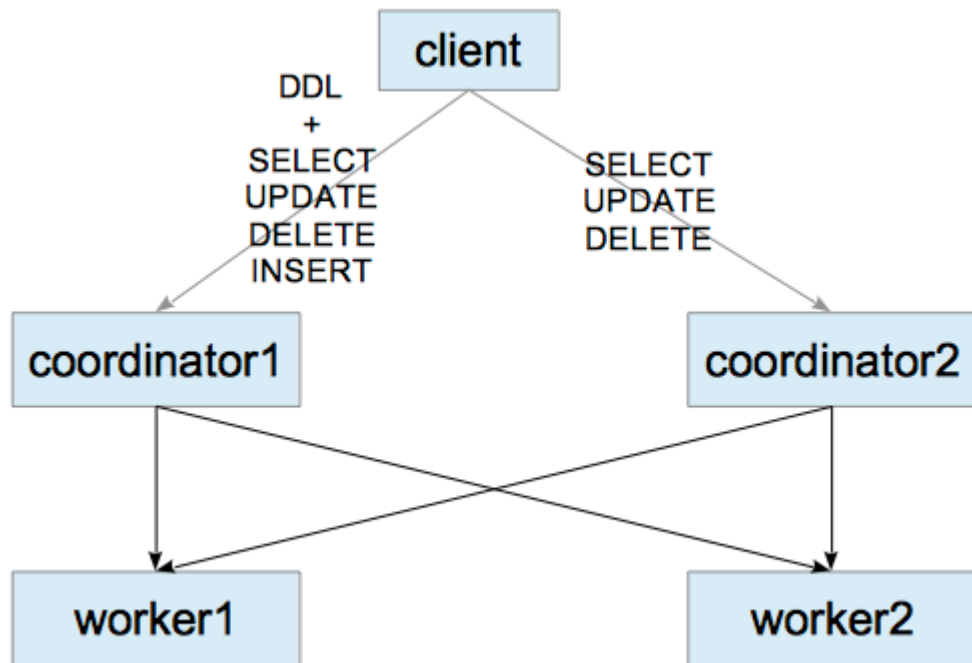 client
DDL
+
SELECT
UPDATE
DELETE
INSERT
SELECT
UPDATE
DELETE
coordinator1
coordinator2
worker1
worker2